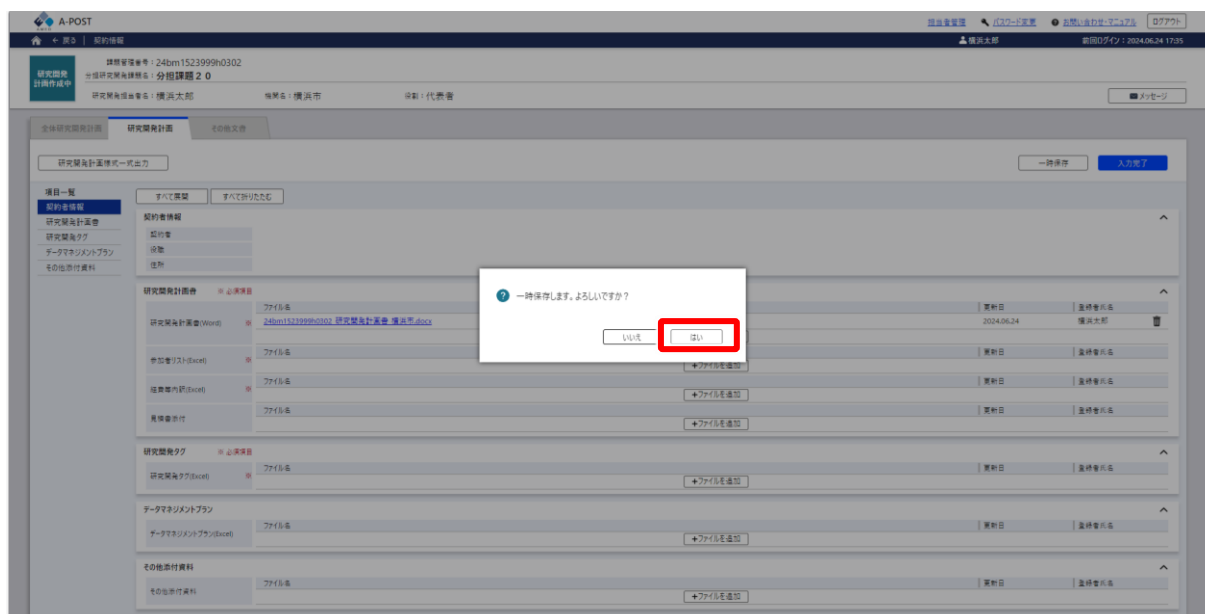 A-POST
担当者管理 パスワード変更 お問い合わせ・マニュアル ログアウト
← 戻る | 契約情報 横浜太郎 前回ログイン：2024.06.24 17:35
研究開発
計画作成中
課題管理番号：24bm1523999h0302
分担研究開発課題名：分担課題２０
研究開発担当者名：横浜太郎 機関名：横浜市 役割：代表者
メッセージ
全体研究開発計画 研究開発計画 その他文書
研究開発計画様式一式出力 一時保存 入力完了
項目一覧
契約者情報
研究開発計画書
研究開発タグ
データマネジメントプラン
その他添付資料
すべて展開 すべて折りたたむ
契約者情報
契約者
役職
住所
研究開発計画書 ※ 必須項目
ファイル名 更新日 登録者氏名
研究開発計画書(Word) ※ 24bm1523999h0302_研究開発計画書_横浜市.docx 2024.06.24 横浜太郎
ファイル名 更新日 登録者氏名
参加者リスト(Excel) ※ +ファイルを追加
ファイル名 更新日 登録者氏名
経費等内訳(Excel) ※ +ファイルを追加
ファイル名 更新日 登録者氏名
見積書添付 +ファイルを追加
研究開発タグ ※ 必須項目
ファイル名 更新日 登録者氏名
研究開発タグ(Excel) ※ +ファイルを追加
データマネジメントプラン
ファイル名 更新日 登録者氏名
データマネジメントプラン(Excel) +ファイルを追加
その他添付資料
ファイル名 更新日 登録者氏名
その他添付資料 +ファイルを追加
? 一時保存します。よろしいですか？
いいえ はい